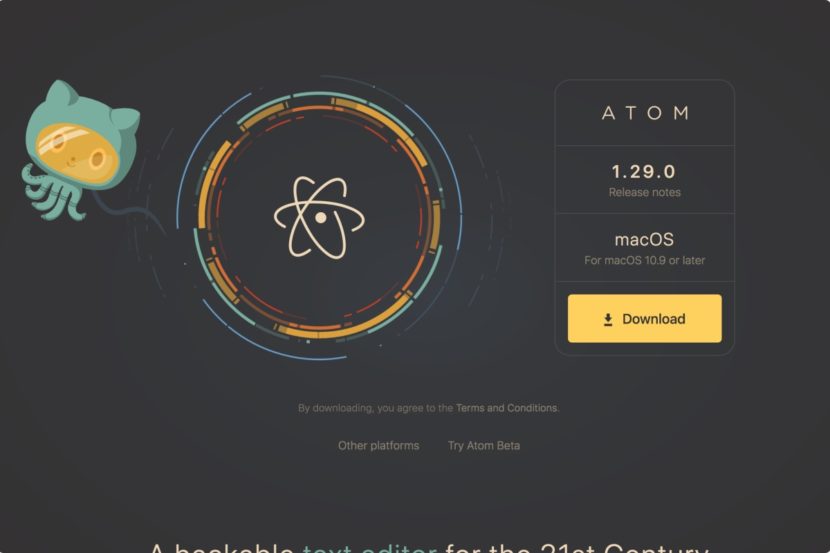 ATOM
1.29.0
Release notes
macOS
For macOS 10.9 or later
Download
By downloading, you agree to the Terms and Conditions.
Other platforms Try Atom Beta
A hackable text editor for the 21st Century